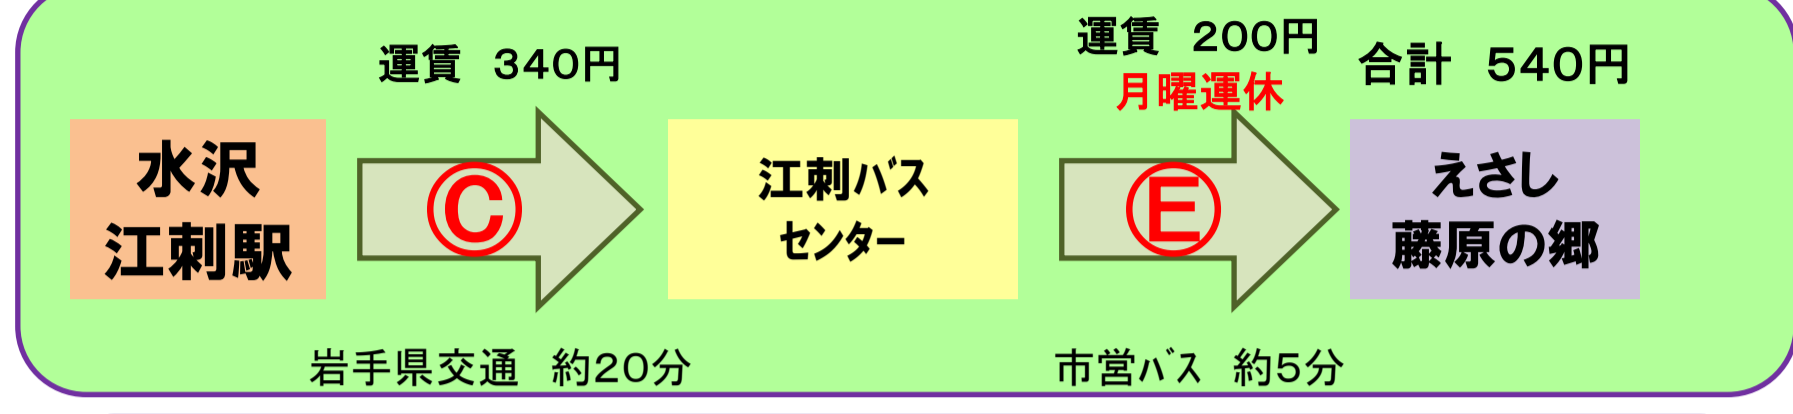 運賃　340円
運賃　200円
月曜運休
合計　540円
水沢
江刺駅
Ⓒ
江刺ﾊﾞｽ
ｾﾝﾀｰ
Ⓔ
えさし
藤原の郷
岩手県交通　約20分
市営ﾊﾞｽ　約5分